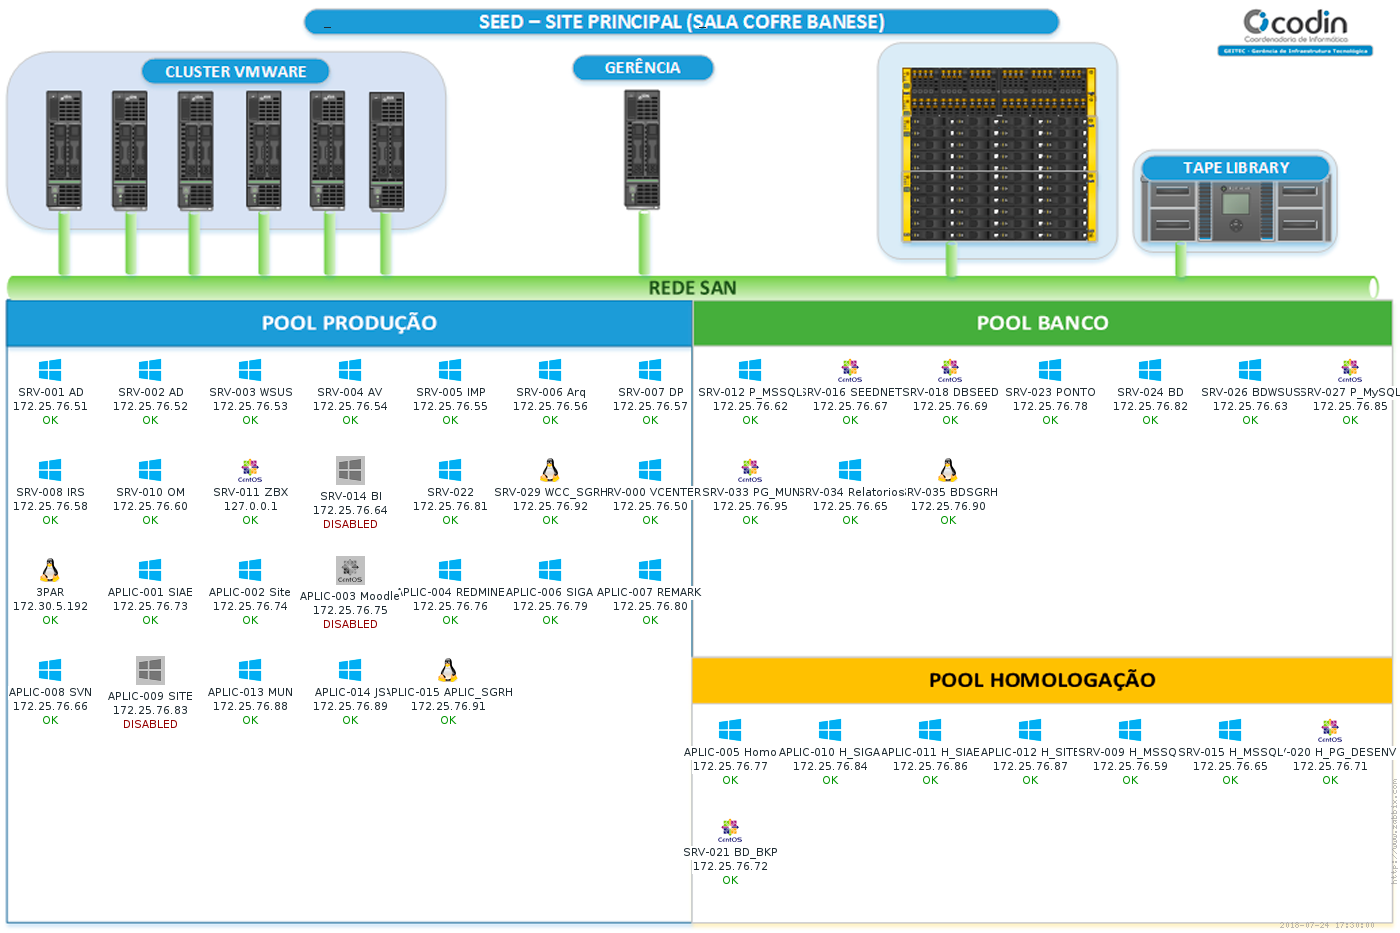 SEED – SITE PRINCIPAL (SALA COFRE BANESE)
codin
Coordenadoria de Informática
GEITEC - Gerência de Infraestrutura Tecnológica
CLUSTER VMWARE
GERÊNCIA
TAPE LIBRARY
REDE SAN
POOL PRODUÇÃO
SRV-001 AD
172.25.76.51
OK
SRV-002 AD
172.25.76.52
OK
SRV-003 WSUS
172.25.76.53
OK
SRV-004 AV
172.25.76.54
OK
SRV-005 IMP
172.25.76.55
OK
SRV-006 Arq
172.25.76.56
OK
SRV-007 DP
172.25.76.57
OK
SRV-008 IRS
172.25.76.58
OK
SRV-010 OM
172.25.76.60
OK
CentOS
SRV-011 ZBX
127.0.0.1
OK
SRV-014 BI
172.25.76.64
DISABLED
SRV-022
172.25.76.81
OK
SRV-029 WCC_SGRH
172.25.76.92
OK
RV-000 VCENTER
172.25.76.50
OK
3PAR
172.30.5.192
OK
APLIC-001 SIAE
172.25.76.73
OK
APLIC-002 Site
172.25.76.74
OK
CentOS
APLIC-003 Moodle
172.25.76.75
DISABLED
APLIC-004 REDMINE
172.25.76.76
OK
APLIC-006 SIGA
172.25.76.79
OK
APLIC-007 REMARK
172.25.76.80
OK
APLIC-008 SVN
172.25.76.66
OK
APLIC-009 SITE
172.25.76.83
DISABLED
APLIC-013 MUN
172.25.76.88
OK
APLIC-014 JS
172.25.76.89
OK
APLIC-015 APLIC_SGRH
172.25.76.91
OK
POOL BANCO
SRV-012 P_MSSQL
172.25.76.62
OK
CentOS
SRV-016 SEEDNET
172.25.76.67
OK
CentOS
SRV-018 DBSEED
172.25.76.69
OK
SRV-023 PONTO
172.25.76.78
OK
SRV-024 BD
172.25.76.82
OK
SRV-026 BDWSUS
172.25.76.63
OK
CentOS
SRV-027 P_MySQL
172.25.76.85
OK
CentOS
SRV-033 PG_MUN
172.25.76.95
OK
SRV-034 Relatorios
172.25.76.65
OK
SRV-035 BDSGRH
172.25.76.90
OK
POOL HOMOLOGAÇÃO
APLIC-005 Homo
172.25.76.77
OK
APLIC-010 H_SIGA
172.25.76.84
OK
APLIC-011 H_SIAE
172.25.76.86
OK
APLIC-012 H_SITE
172.25.76.87
OK
SRV-009 H_MSSQ
172.25.76.59
OK
SRV-015 H_MSSQL
172.25.76.65
OK
CentOS
-020 H_PG_DESENV
172.25.76.71
OK
CentOS
SRV-021 BD_BKP
172.25.76.72
OK
http://www.zabbix.com
2018-07-24 17:30:00